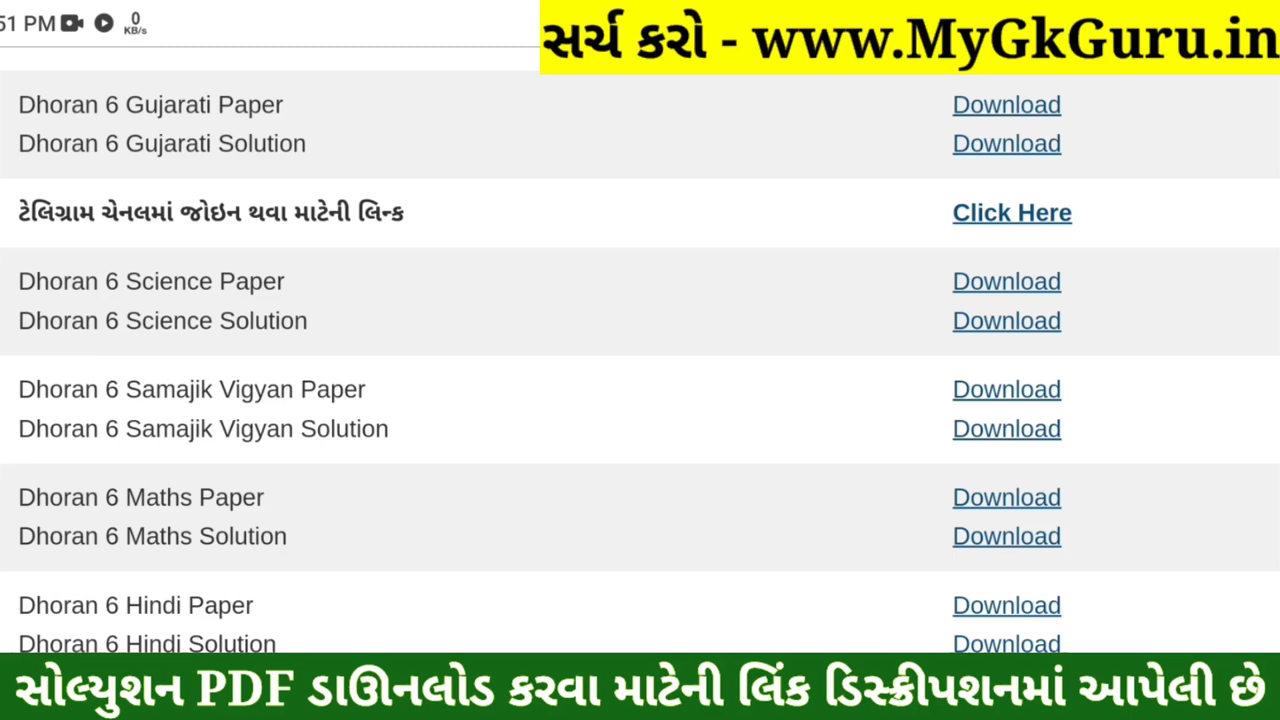 51 PM 0 KB/s
સર્ચ કરો - www.MyGkGuru.in
Dhoran 6 Gujarati Paper Download
Dhoran 6 Gujarati Solution Download
ટેલિગ્રામ ચેનલમાં જોઇન થવા માટેની લિન્ક Click Here
Dhoran 6 Science Paper Download
Dhoran 6 Science Solution Download
Dhoran 6 Samajik Vigyan Paper Download
Dhoran 6 Samajik Vigyan Solution Download
Dhoran 6 Maths Paper Download
Dhoran 6 Maths Solution Download
Dhoran 6 Hindi Paper Download
Dhoran 6 Hindi Solution Download
સોલ્યુશન PDF ડાઊનલોડ કરવા માટેની લિંક ડિસ્ક્રીપશનમાં આપેલી છે